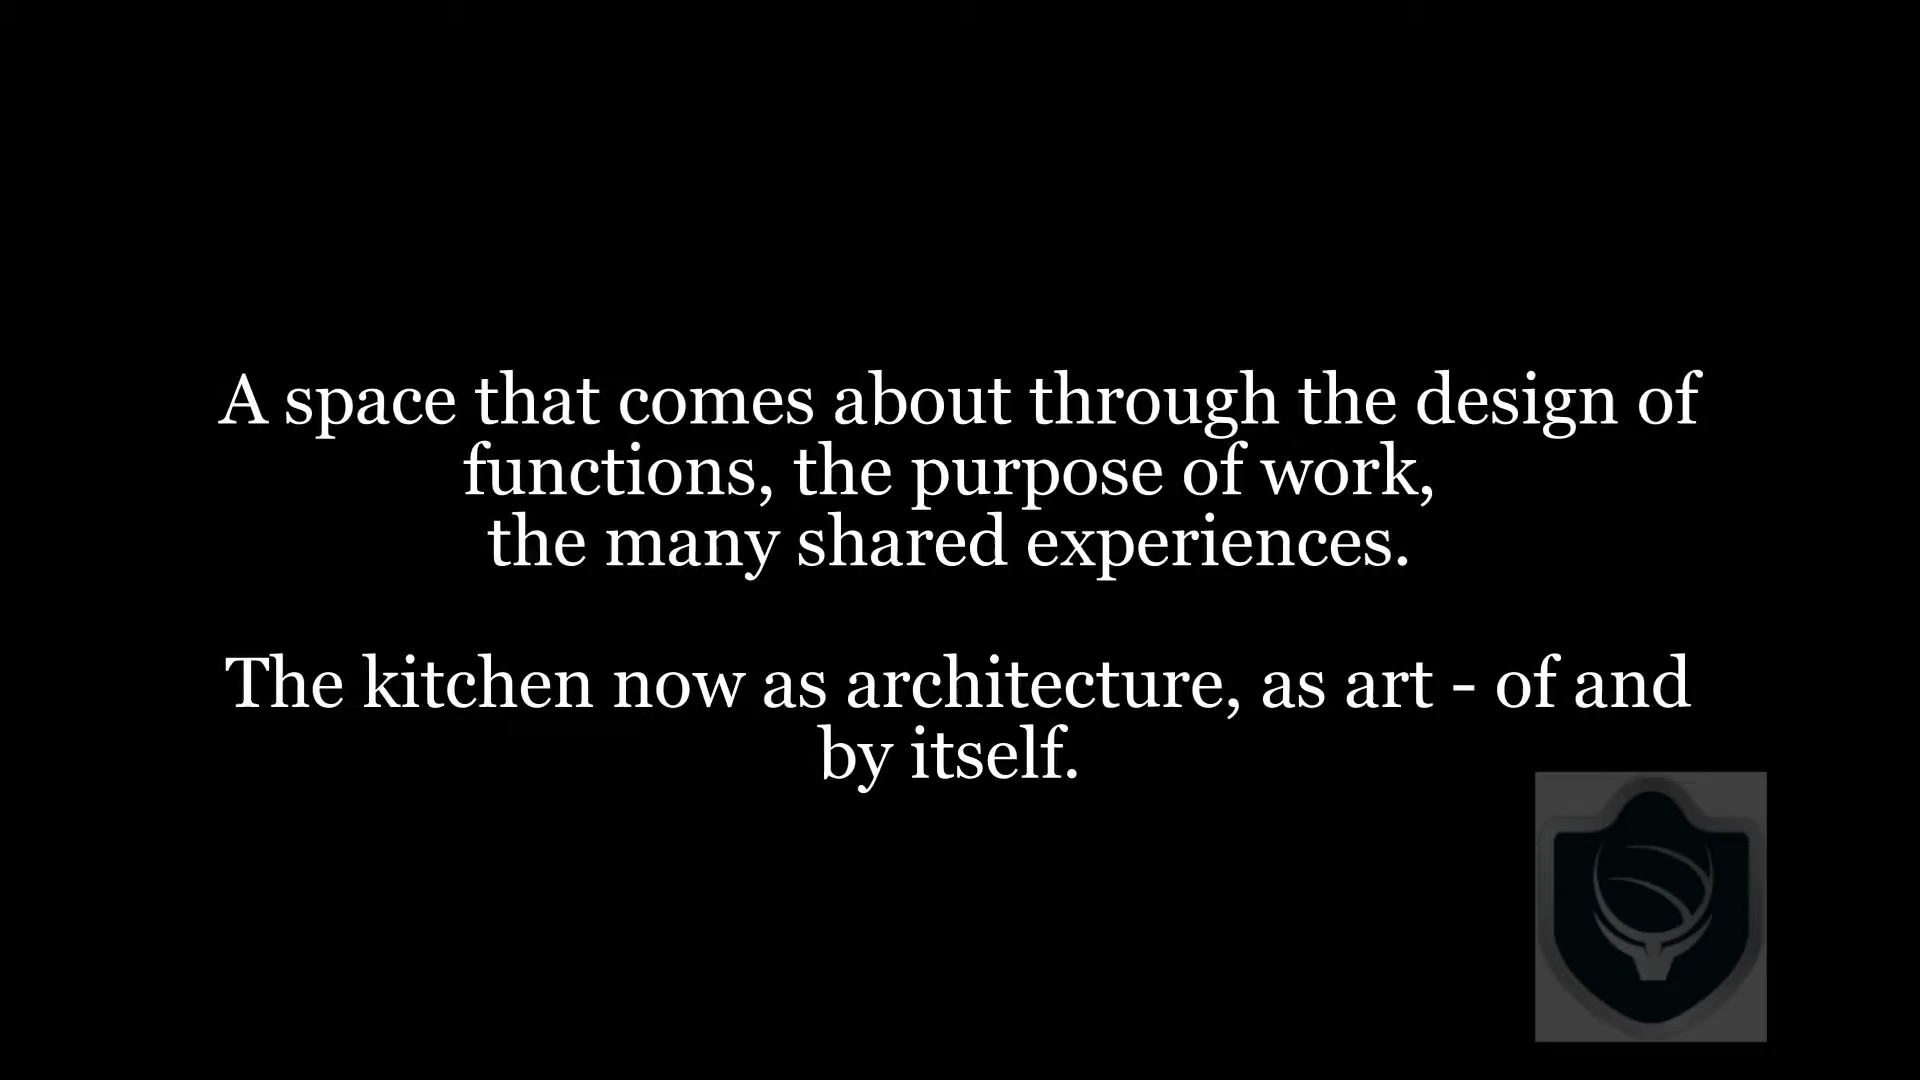 A space that comes about through the design of
functions, the purpose of work,
the many shared experiences.
The kitchen now as architecture, as art - of and
by itself.